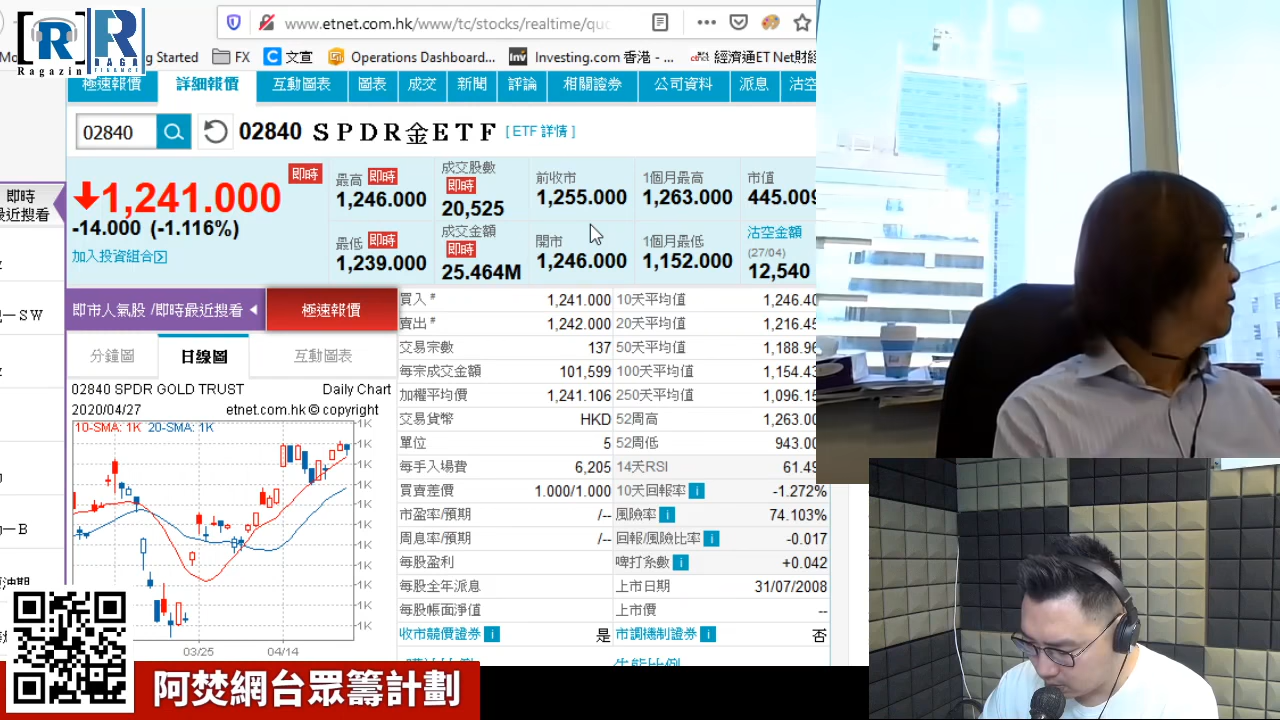 www.etnet.com.hk/www/tc/stocks/realtime/quo
Ragazin
RAGA
FINANCE
g Started
FX
文宣
Operations Dashboard...
Investing.com 香港 - ...
經濟通ET Net財經
極速報價
詳細報價
互動圖表
圖表
成交
新聞
評論
相關證券
公司資料
派息
沽空
02840
02840 SPDR金ETF
[ ETF 詳情 ]
即時
最近搜看
1,241.000
即時
-14.000 (-1.116%)
加入投資組合
最高 即時
1,246.000
最低 即時
1,239.000
成交股數
即時
20,525
成交金額
即時
25.464M
前收市
1,255.000
開市
1,246.000
1個月最高
1,263.000
1個月最低
1,152.000
市值
445.009
沽空金額
(27/04)
12,540
即市人氣股 /即時最近搜看
極速報價
分鐘圖
日線圖
互動圖表
02840 SPDR GOLD TRUST
Daily Chart
2020/04/27
etnet.com.hk © copyright
10-SMA: 1K
20-SMA: 1K
1K
1K
1K
1K
1K
1K
1K
1K
1K
1K
1K
03/25
04/14
買入 #
1,241.000
10天平均值
1,246.40
賣出 #
1,242.000
20天平均值
1,216.45
交易宗數
137
50天平均值
1,188.96
每宗成交金額
101,599
100天平均值
1,154.43
加權平均價
1,241.106
250天平均值
1,096.15
交易貨幣
HKD
52周高
1,263.00
單位
5
52周低
943.00
每手入場費
6,205
14天RSI
61.49
買賣差價
1.000/1.000
10天回報率
-1.272%
市盈率/預期
/--
風險率
74.103%
周息率/預期
/--
回報/風險比率
-0.017
每股盈利
啤打系數
+0.042
每股全年派息
上市日期
31/07/2008
每股帳面淨值
上市價
--
收市競價證券
是
市調機制證券
否
一SW
一B
阿焚網台眾籌計劃